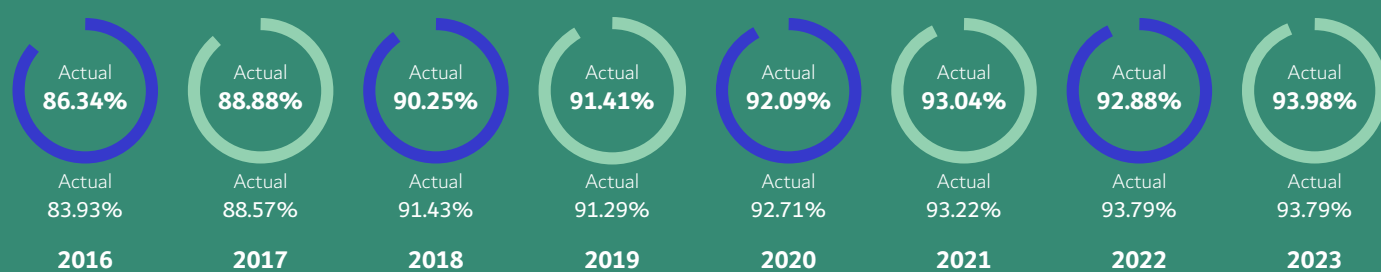 Actual
86.34%
Actual
83.93%
2016
Actual
88.88%
Actual
88.57%
2017
Actual
90.25%
Actual
91.43%
2018
Actual
91.41%
Actual
91.29%
2019
Actual
92.09%
Actual
92.71%
2020
Actual
93.04%
Actual
93.22%
2021
Actual
92.88%
Actual
93.79%
2022
Actual
93.98%
Actual
93.79%
2023